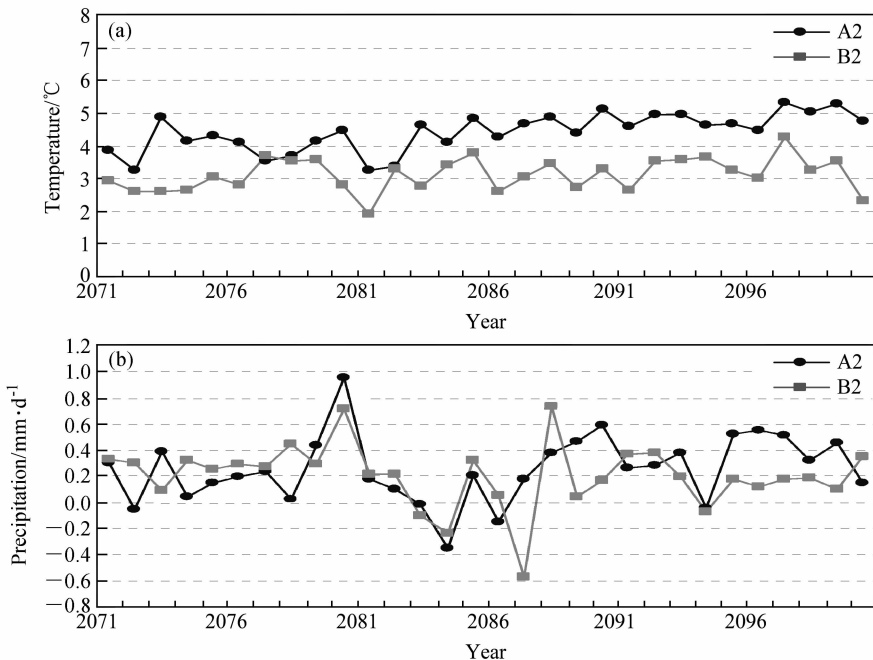 (a)
A2
B2
8
7
6
5
4
3
2
1
0
Temperature/℃
2071 2076 2081 2086 2091 2096
Year
(b)
A2
B2
1.2
1.0
0.8
0.6
0.4
0.2
0.0
−0.2
−0.4
−0.6
−0.8
Precipitation/mm·d⁻¹
2071 2076 2081 2086 2091 2096
Year